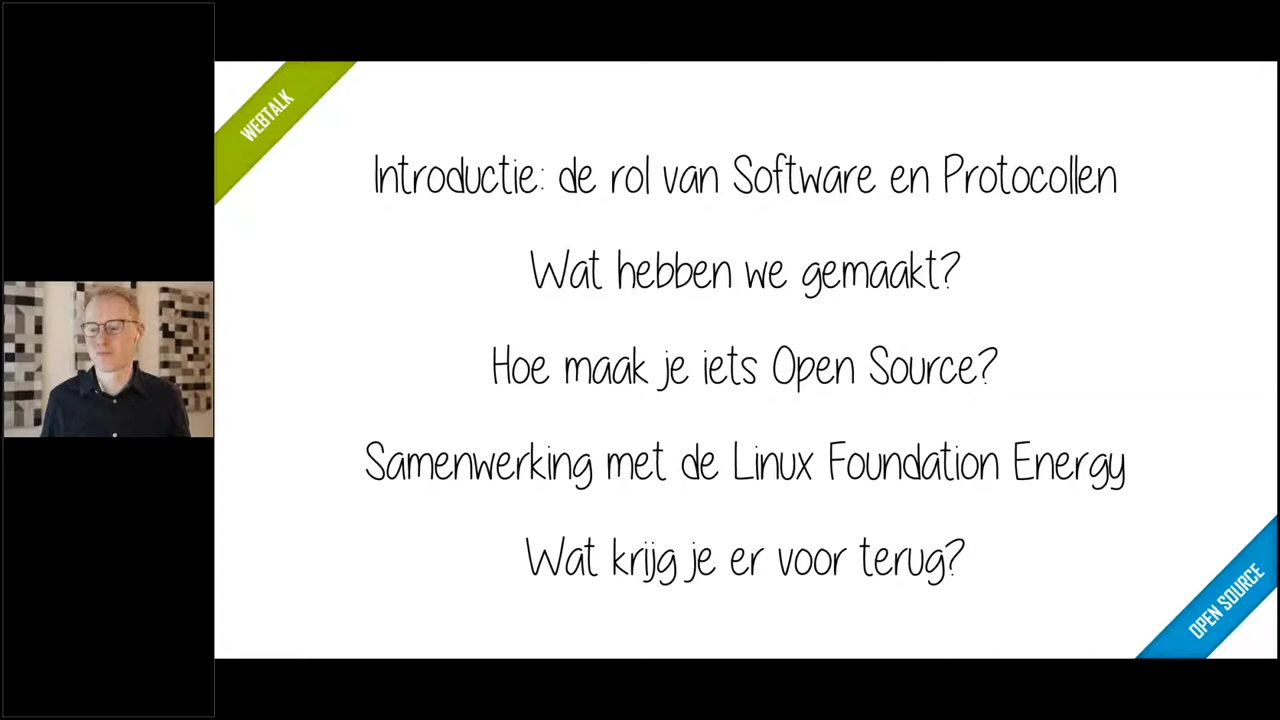 WEBTALK
Introductie: de rol van Software en Protocollen
Wat hebben we gemaakt?
Hoe maak je iets Open Source?
Samenwerking met de Linux Foundation Energy
Wat krijg je er voor terug?
OPEN SOURCE